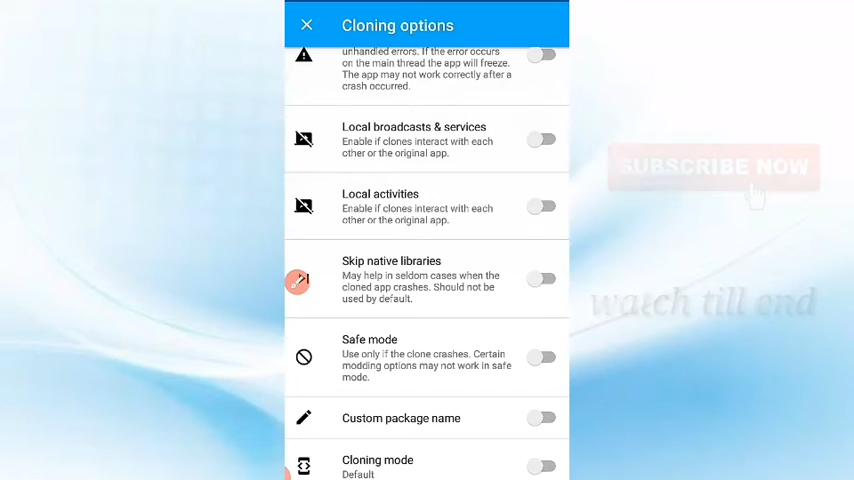 Cloning options
unhandled errors. If the error occurs
on the main thread the app will freeze.
The app may not work correctly after a
crash occurred.
Local broadcasts & services
Enable if clones interact with each
other or the original app.
Local activities
Enable if clones interact with each
other or the original app.
Skip native libraries
May help in seldom cases when the
cloned app crashes. Should not be
used by default.
Safe mode
Use only if the clone crashes. Certain
modding options may not work in safe
mode.
Custom package name
Cloning mode
Default
SUBSCRIBE NOW
watch till end